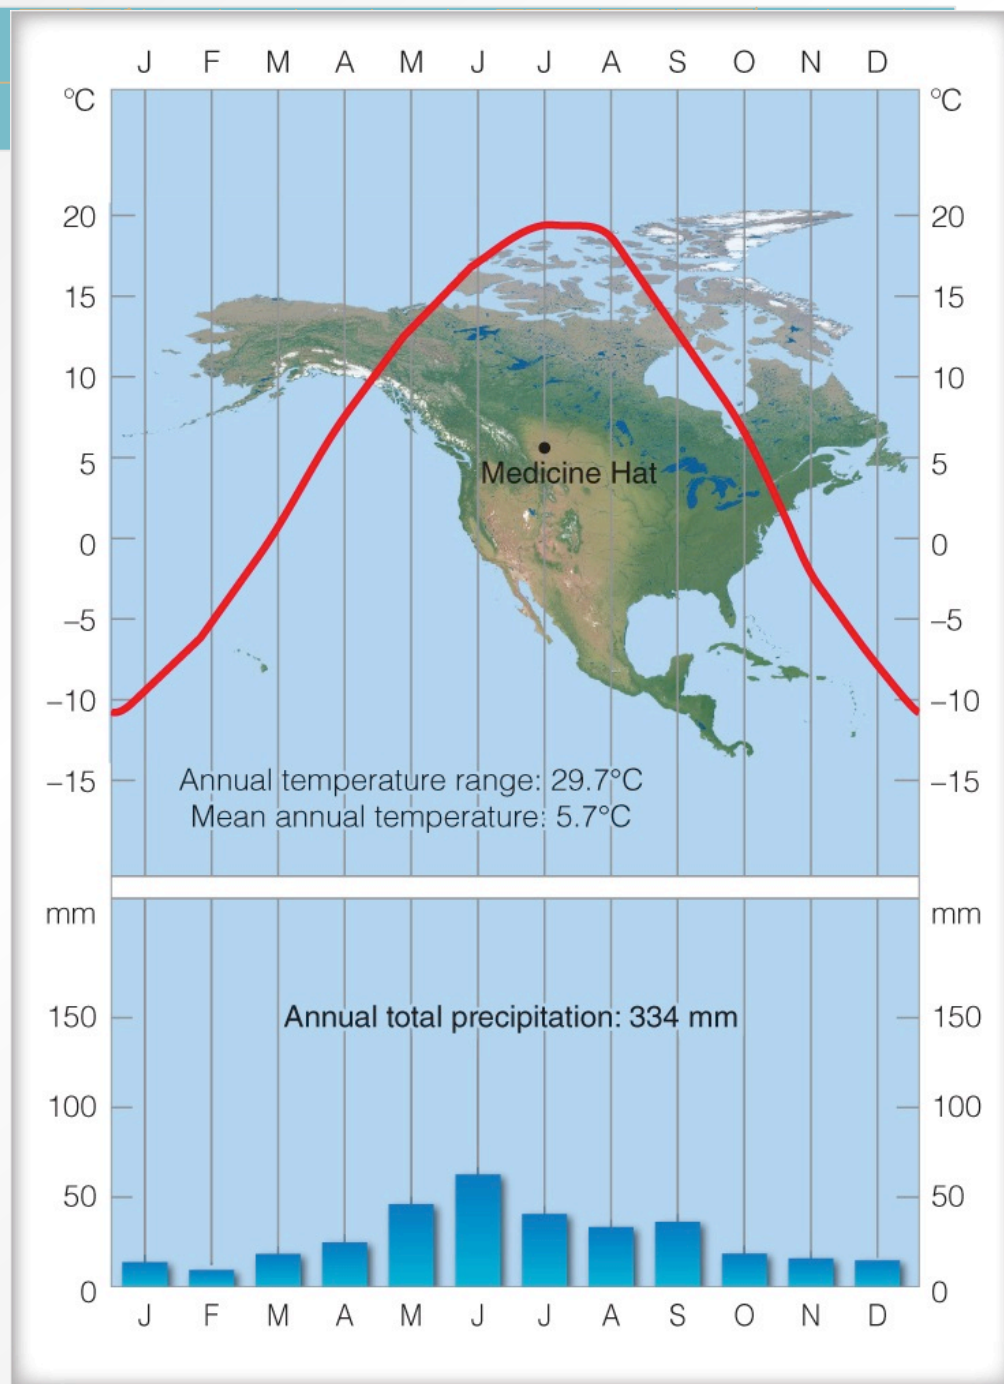 J F M A M J J A S O N D
°C °C
20 20
15 15
10 10
5 5
Medicine Hat
0 0
–5 –5
–10 –10
–15 –15
Annual temperature range: 29.7°C
Mean annual temperature: 5.7°C
mm mm
150 150
Annual total precipitation: 334 mm
100 100
50 50
0 0
J F M A M J J A S O N D